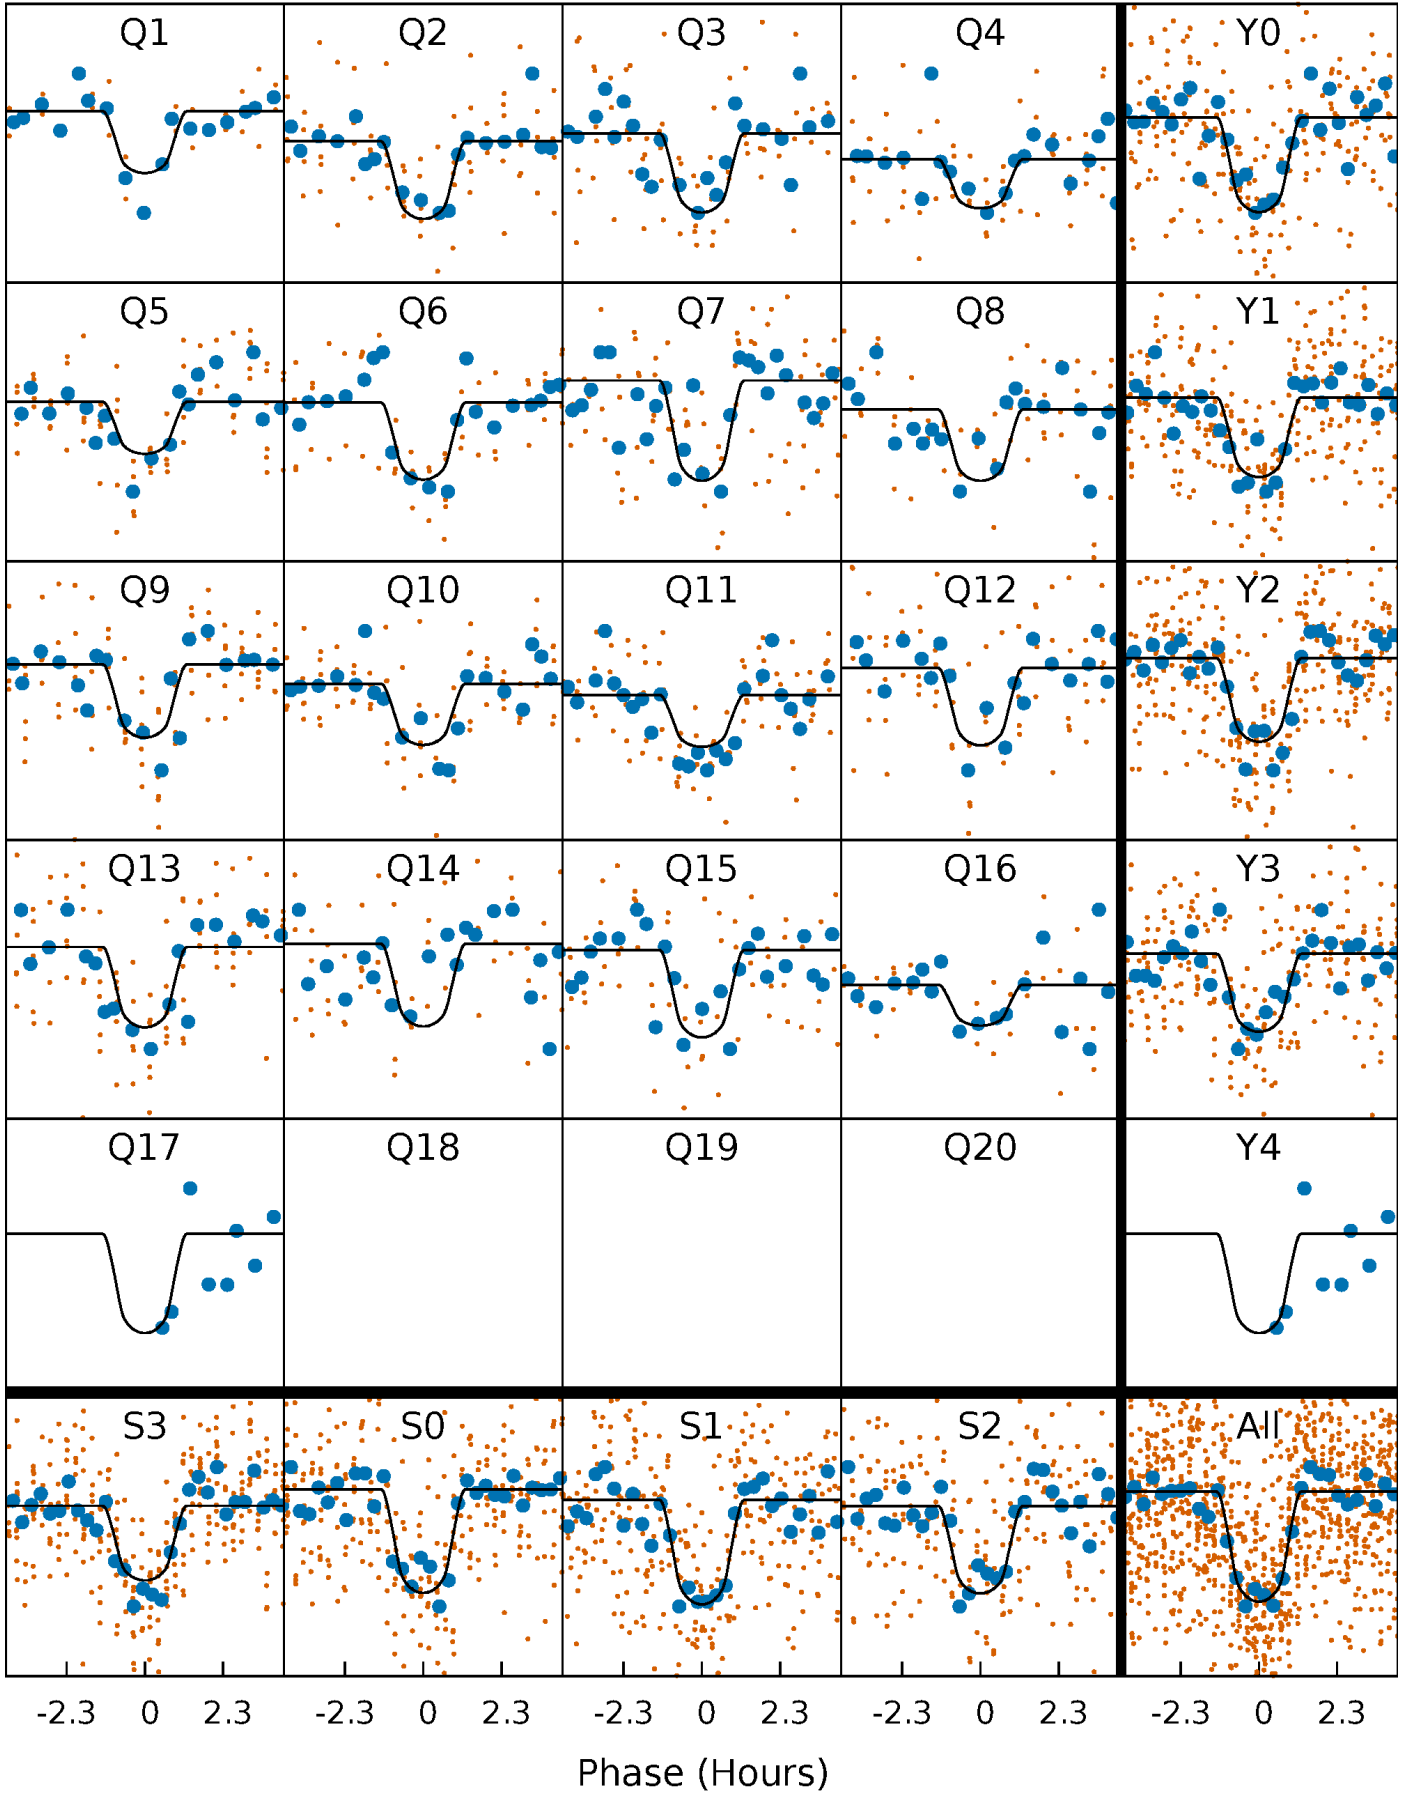 Q1 Q2 Q3 Q4 Y0
Q5 Q6 Q7 Q8 Y1
Q9 Q10 Q11 Q12 Y2
Q13 Q14 Q15 Q16 Y3
Q17 Q18 Q19 Q20 Y4
S3 S0 S1 S2 All
-2.3 0 2.3 -2.3 0 2.3 -2.3 0 2.3 -2.3 0 2.3 -2.3 0 2.3
Phase (Hours)